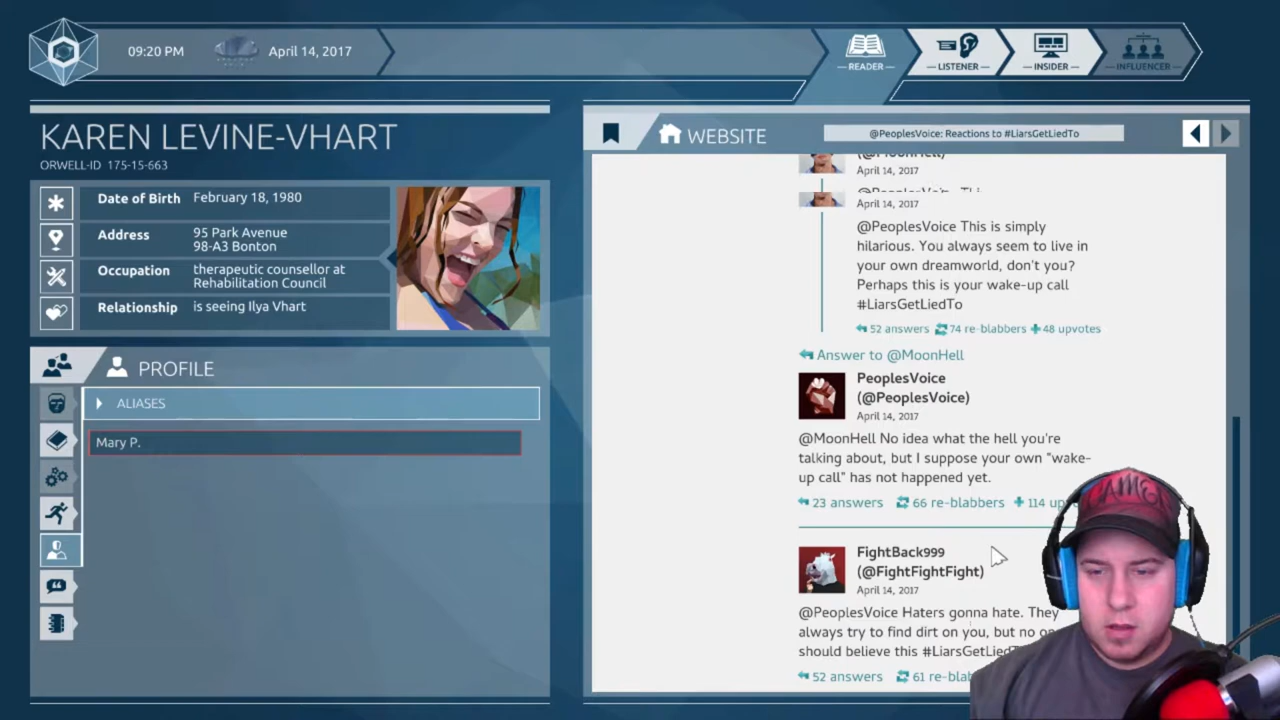 09:20 PM
April 14, 2017
READER
LISTENER
INSIDER
INFLUENCER
KAREN LEVINE-VHART
ORWELL-ID 175-15-663
Date of Birth
February 18, 1980
Address
95 Park Avenue
98-A3 Bonton
Occupation
therapeutic counsellor at
Rehabilitation Council
Relationship
is seeing Ilya Vhart
PROFILE
ALIASES
Mary P.
WEBSITE
@PeoplesVoice: Reactions to #LiarsGetLiedTo
(@MoonHell)
April 14, 2017
April 14, 2017
@PeoplesVoice This is simply
hilarious. You always seem to live in
your own dreamworld, don't you?
Perhaps this is your wake-up call
#LiarsGetLiedTo
52 answers 74 re-blabbers 48 upvotes
Answer to @MoonHell
PeoplesVoice
(@PeoplesVoice)
April 14, 2017
@MoonHell No idea what the hell you're
talking about, but I suppose your own "wake-
up call" has not happened yet.
23 answers 66 re-blabbers 114 up
FightBack999
(@FightFightFight)
April 14, 2017
@PeoplesVoice Haters gonna hate. They
always try to find dirt on you, but no on
should believe this #LiarsGetLied
52 answers 61 re-blab
GAMER